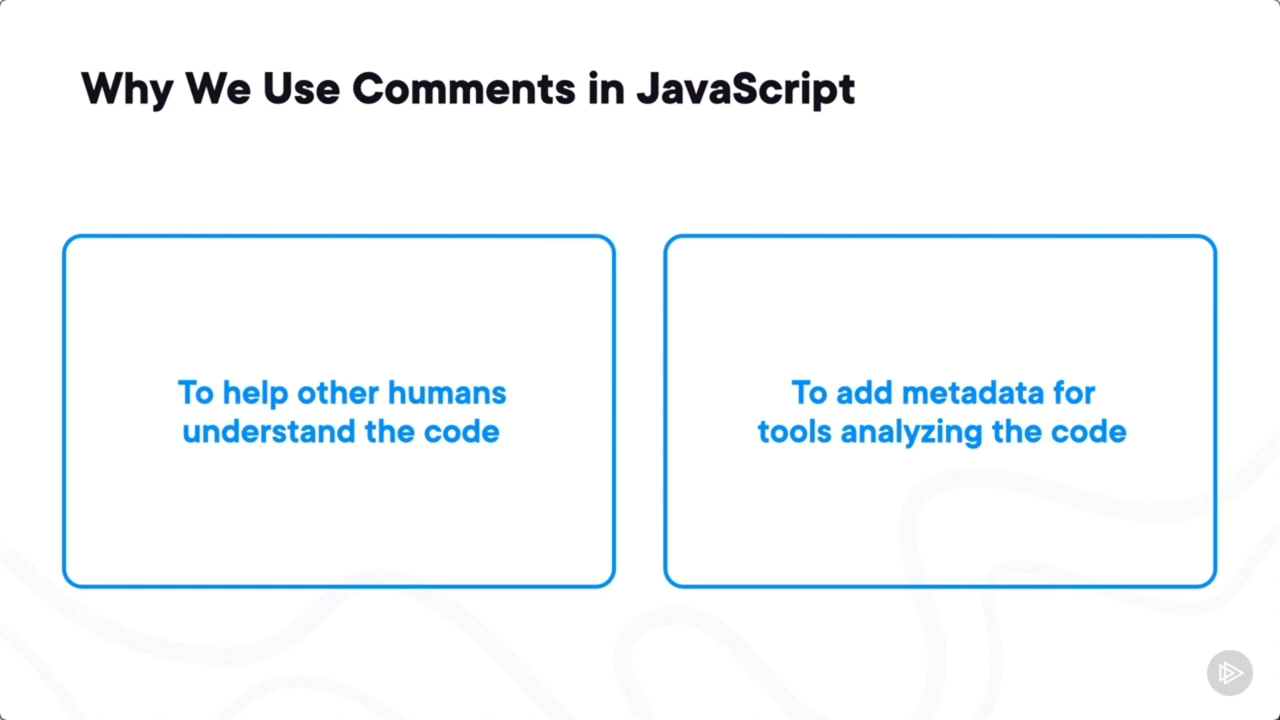 Why We Use Comments in JavaScript
To help other humans
understand the code
To add metadata for
tools analyzing the code